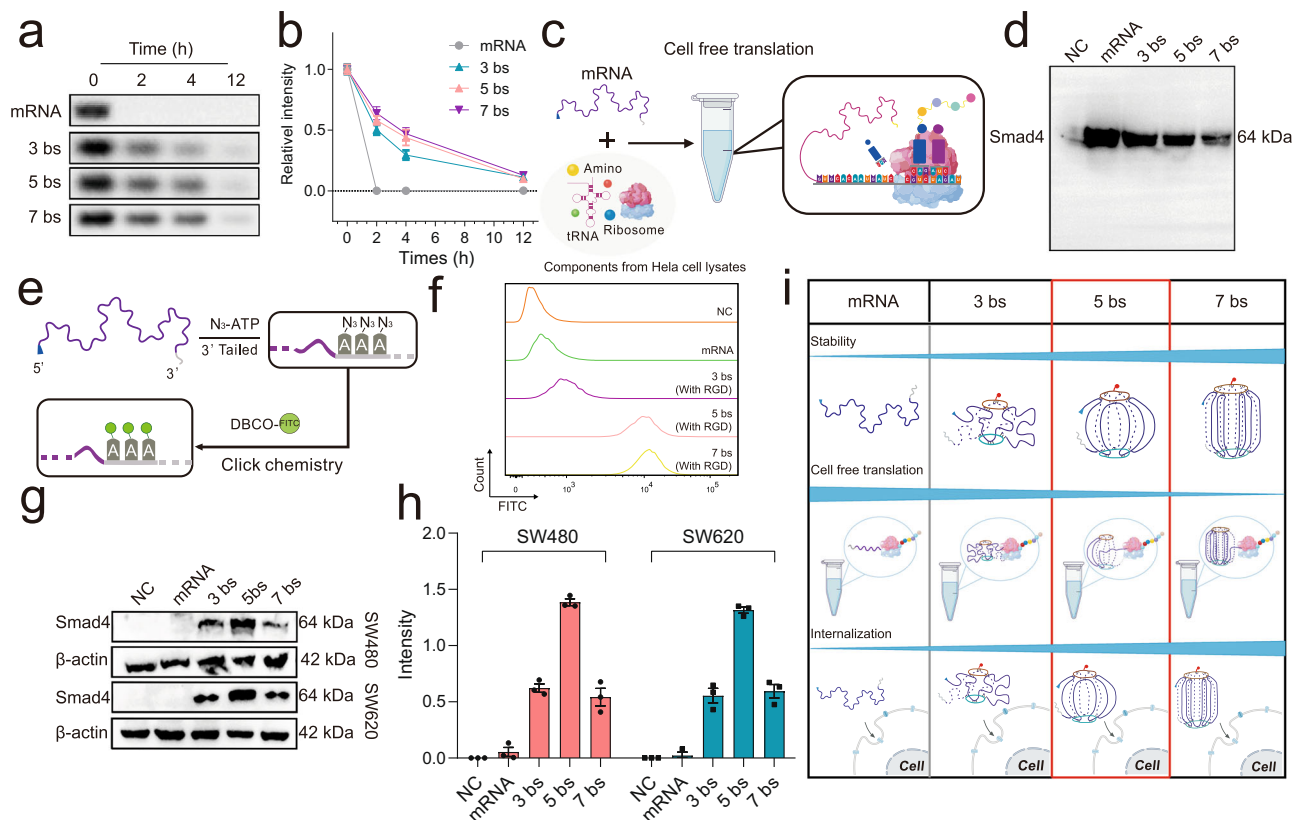 a
Time (h)
0 2 4 12
mRNA
3 bs
5 bs
7 bs
b
Relativel intensity
1.0
0.5
0.0
0 2 4 6 8 10 12
Times (h)
mRNA
3 bs
5 bs
7 bs
c
Cell free translation
mRNA
+
Amino
tRNA
Ribosome
Components from Hela cell lysates
d
NC mRNA 3 bs 5 bs 7 bs
Smad4 64 kDa
e
5'
3'
N₃-ATP
3' Tailed
N₃ N₃ N₃
A A A
DBCO-FITC
Click chemistry
A A A
f
NC
mRNA
3 bs
(With RGD)
5 bs
(With RGD)
7 bs
(With RGD)
Count
0 10³ 10⁴ 10⁵
FITC
g
NC mRNA 3 bs 5bs 7 bs
Smad4 64 kDa
β-actin 42 kDa
SW480
Smad4 64 kDa
β-actin 42 kDa
SW620
h
Intensity
2.0
1.5
1.0
0.5
0.0
SW480 SW620
NC mRNA 3 bs 5 bs 7 bs NC mRNA 3 bs 5 bs 7 bs
i
mRNA 3 bs 5 bs 7 bs
Stability
Cell free translation
Internalization
Cell Cell Cell Cell